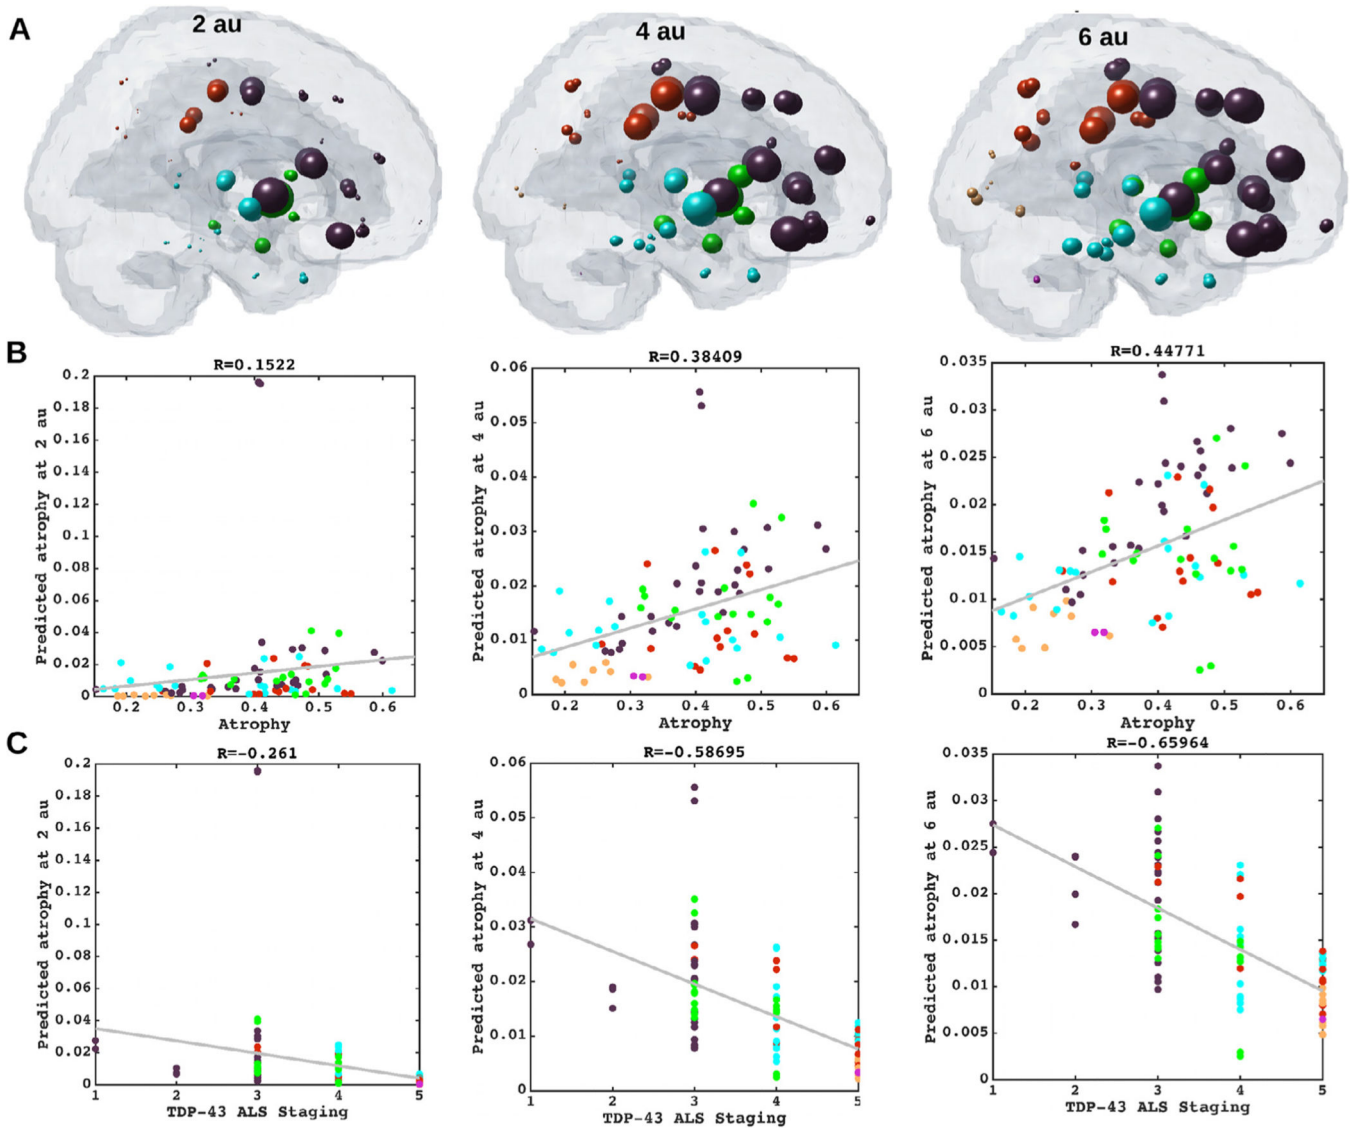 A
2 au
4 au
6 au
B
R=0.1522
R=0.38409
R=0.44771
Predicted atrophy at 2 au
0.2
0.18
0.16
0.14
0.12
0.1
0.08
0.06
0.04
0.02
0
0.2 0.3 0.4 0.5 0.6
Atrophy
Predicted atrophy at 4 au
0.06
0.05
0.04
0.03
0.02
0.01
0
0.2 0.3 0.4 0.5 0.6
Atrophy
Predicted atrophy at 6 au
0.035
0.03
0.025
0.02
0.015
0.01
0.005
0
0.2 0.3 0.4 0.5 0.6
Atrophy
C
R=-0.261
R=-0.58695
R=-0.65964
Predicted atrophy at 2 au
0.2
0.18
0.16
0.14
0.12
0.1
0.08
0.06
0.04
0.02
0
1 2 3 4 5
TDP-43 ALS Staging
Predicted atrophy at 4 au
0.06
0.05
0.04
0.03
0.02
0.01
0
1 2 3 4 5
TDP-43 ALS Staging
Predicted atrophy at 6 au
0.035
0.03
0.025
0.02
0.015
0.01
0.005
0
1 2 3 4 5
TDP-43 ALS Staging